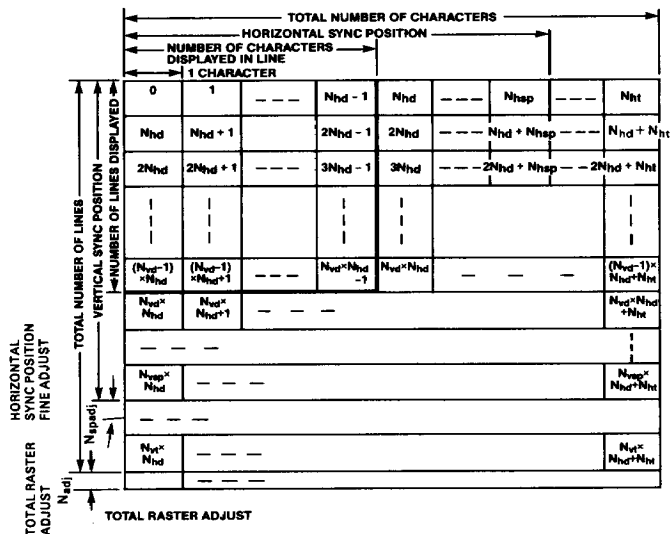 TOTAL NUMBER OF CHARACTERS
HORIZONTAL SYNC POSITION
NUMBER OF CHARACTERS
DISPLAYED IN LINE
1 CHARACTER
0 1 --- Nhd - 1 Nhd --- Nhsp --- Nht
Nhd Nhd + 1 2Nhd - 1 2Nhd --- Nhd + Nhsp --- Nhd + Nht
2Nhd 2Nhd + 1 --- 3Nhd - 1 3Nhd --- 2Nhd + Nhsp --- 2Nhd + Nht
(Nvd-1) ×Nhd (Nvd-1) ×Nhd+1 --- Nvd×Nhd -1 Nvd×Nhd - - - (Nvd-1)× Nhd+Nht
Nvd× Nhd Nvd× Nhd+1 - - - Nvd×Nhd +Nht
- - -
Nvsp× Nhd - - - Nvsp× Nhd+Nht
- - -
Nvt× Nhd - - - Nvt× Nhd+Nht
- - -
TOTAL NUMBER OF LINES
VERTICAL SYNC POSITION
NUMBER OF LINES DISPLAYED
HORIZONTAL
SYNC POSITION
FINE ADJUST
Nspadj
TOTAL RASTER
ADJUST
Nadj
TOTAL RASTER ADJUST